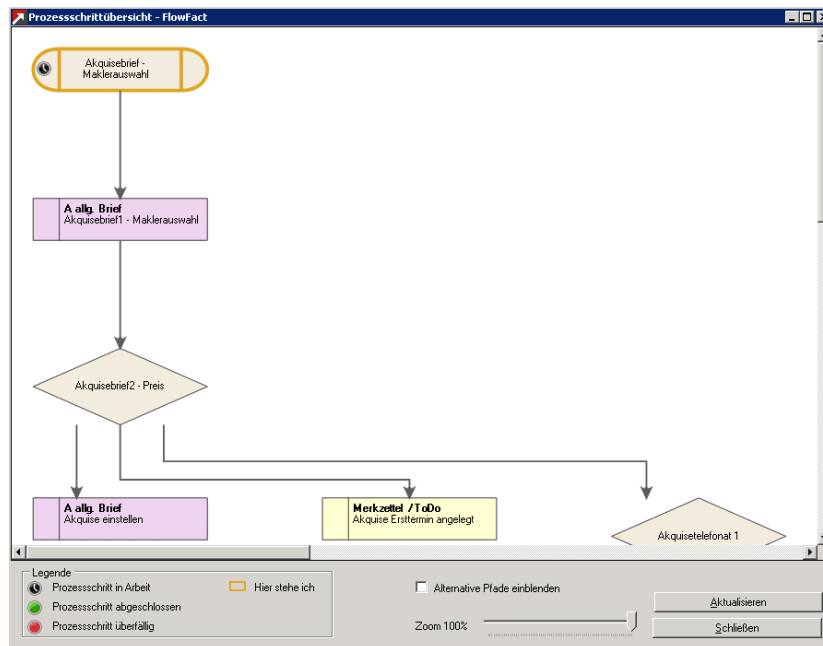 Prozessschrittübersicht - FlowFact
Akquisebrief -
Maklerauswahl
A allg. Brief
Akquisebrief1 - Maklerauswahl
Akquisebrief2 - Preis
A allg. Brief
Akquise einstellen
Merkzettel /ToDo
Akquise Ersttermin angelegt
Akquisetelefonat 1
Legende
Prozessschritt in Arbeit
Hier stehe ich
Prozessschritt abgeschlossen
Prozessschritt überfällig
Alternative Pfade einblenden
Zoom 100%
Aktualisieren
Schließen